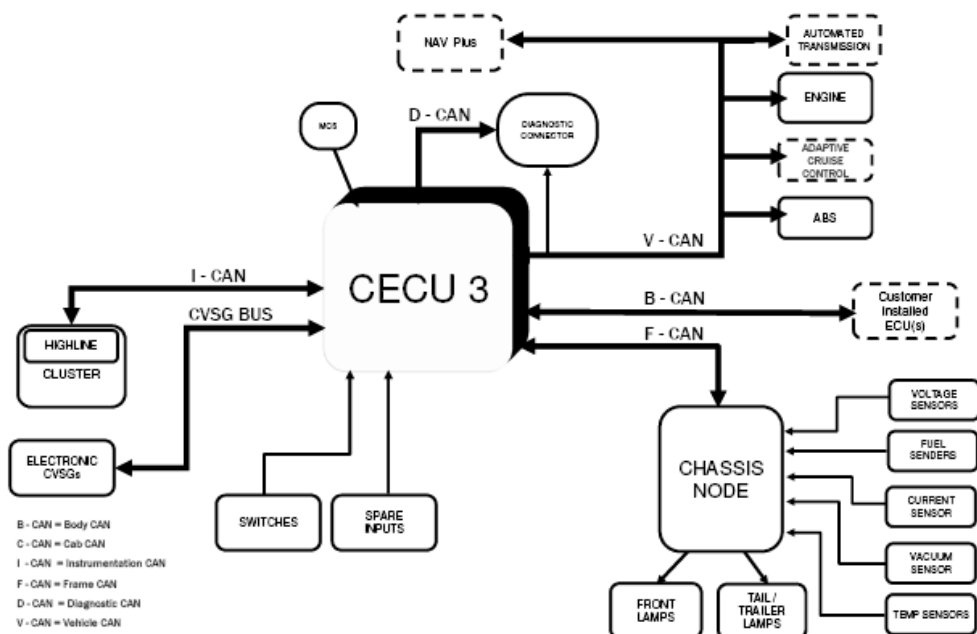 NAV Plus
AUTOMATED
TRANSMISSION
ENGINE
ADAPTIVE
CRUISE
CONTROL
ABS
MCS
D - CAN
DIAGNOSTIC
CONNECTOR
V - CAN
CECU 3
I - CAN
CVSG BUS
B - CAN
F - CAN
Customer
Installed
ECU(s)
HIGHLINE
CLUSTER
ELECTRONIC
CVSGs
SWITCHES
SPARE
INPUTS
CHASSIS
NODE
VOLTAGE
SENSORS
FUEL
SENDERS
CURRENT
SENSOR
VACUUM
SENSOR
TEMP SENSORS
FRONT
LAMPS
TAIL /
TRAILER
LAMPS
B - CAN = Body CAN
C - CAN = Cab CAN
I - CAN = Instrumentation CAN
F - CAN = Frame CAN
D - CAN = Diagnostic CAN
V - CAN = Vehicle CAN